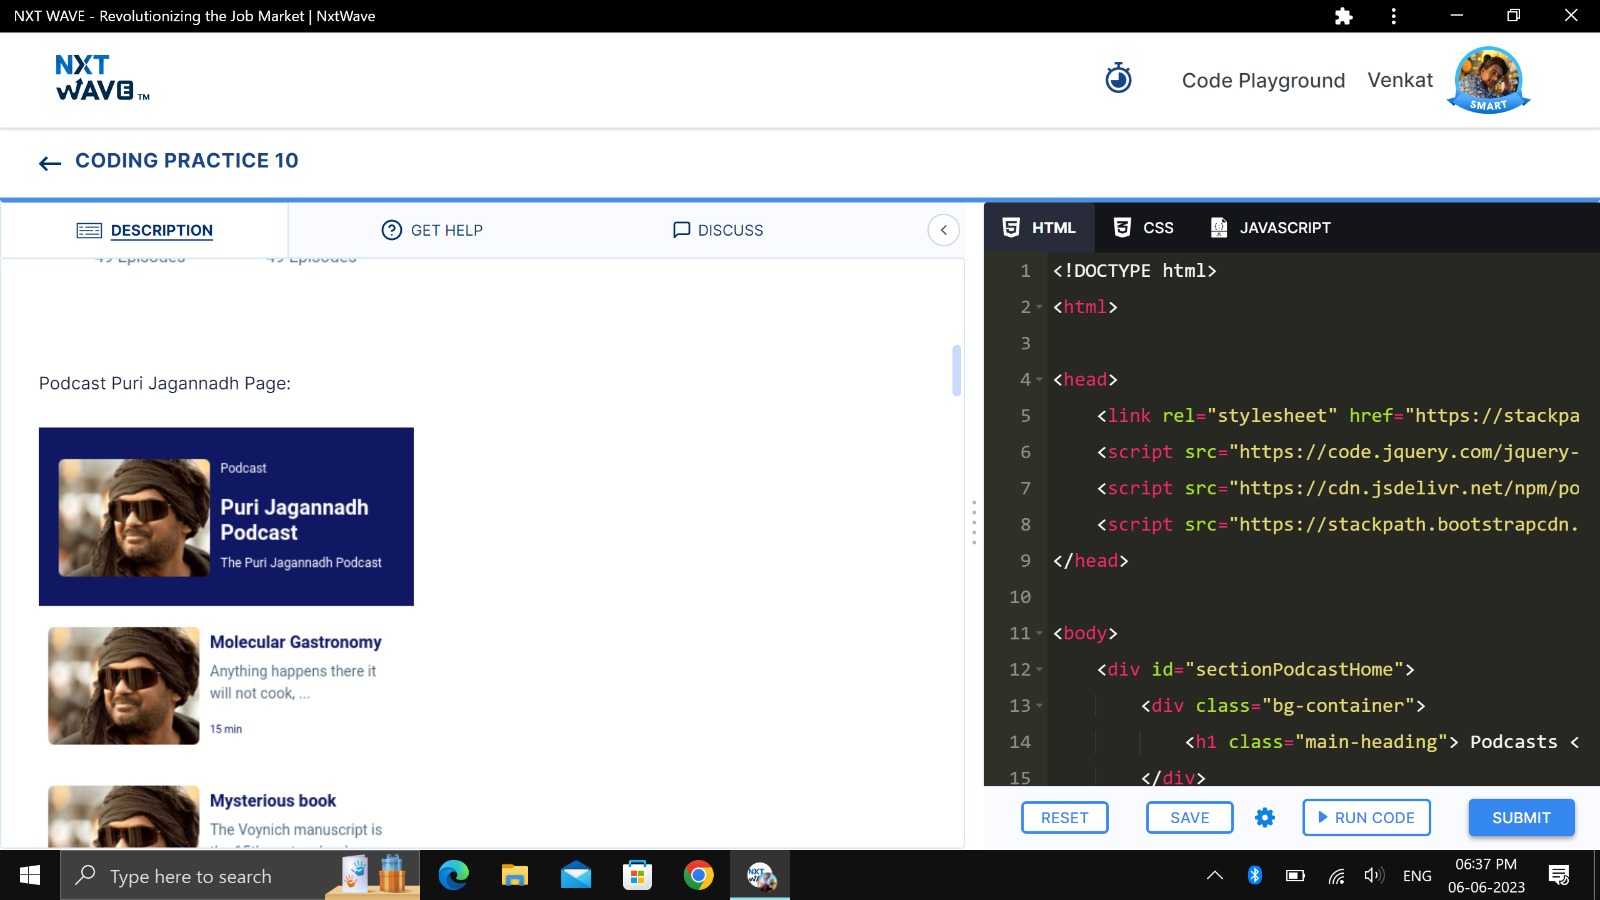 NXT WAVE - Revolutionizing the Job Market | NxtWave
NXT
WAVE TM
Code Playground
Venkat
SMART
CODING PRACTICE 10
DESCRIPTION
GET HELP
DISCUSS
49 Episodes
49 Episodes
Podcast Puri Jagannadh Page:
Podcast
Puri Jagannadh
Podcast
The Puri Jagannadh Podcast
Molecular Gastronomy
Anything happens there it
will not cook, ...
15 min
Mysterious book
The Voynich manuscript is
HTML
CSS
JAVASCRIPT
1 <!DOCTYPE html>
2 <html>
3
4 <head>
5 <link rel="stylesheet" href="https://stackpa
6 <script src="https://code.jquery.com/jquery-
7 <script src="https://cdn.jsdelivr.net/npm/po
8 <script src="https://stackpath.bootstrapcdn.
9 </head>
10
11 <body>
12 <div id="sectionPodcastHome">
13 <div class="bg-container">
14 <h1 class="main-heading"> Podcasts <
15 </div>
RESET
SAVE
RUN CODE
SUBMIT
Type here to search
NXT
ENG
06:37 PM
06-06-2023